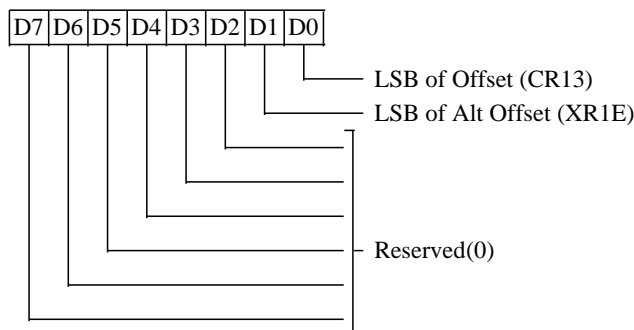 D7 D6 D5 D4 D3 D2 D1 D0
LSB of Offset (CR13)
LSB of Alt Offset (XR1E)
Reserved(0)